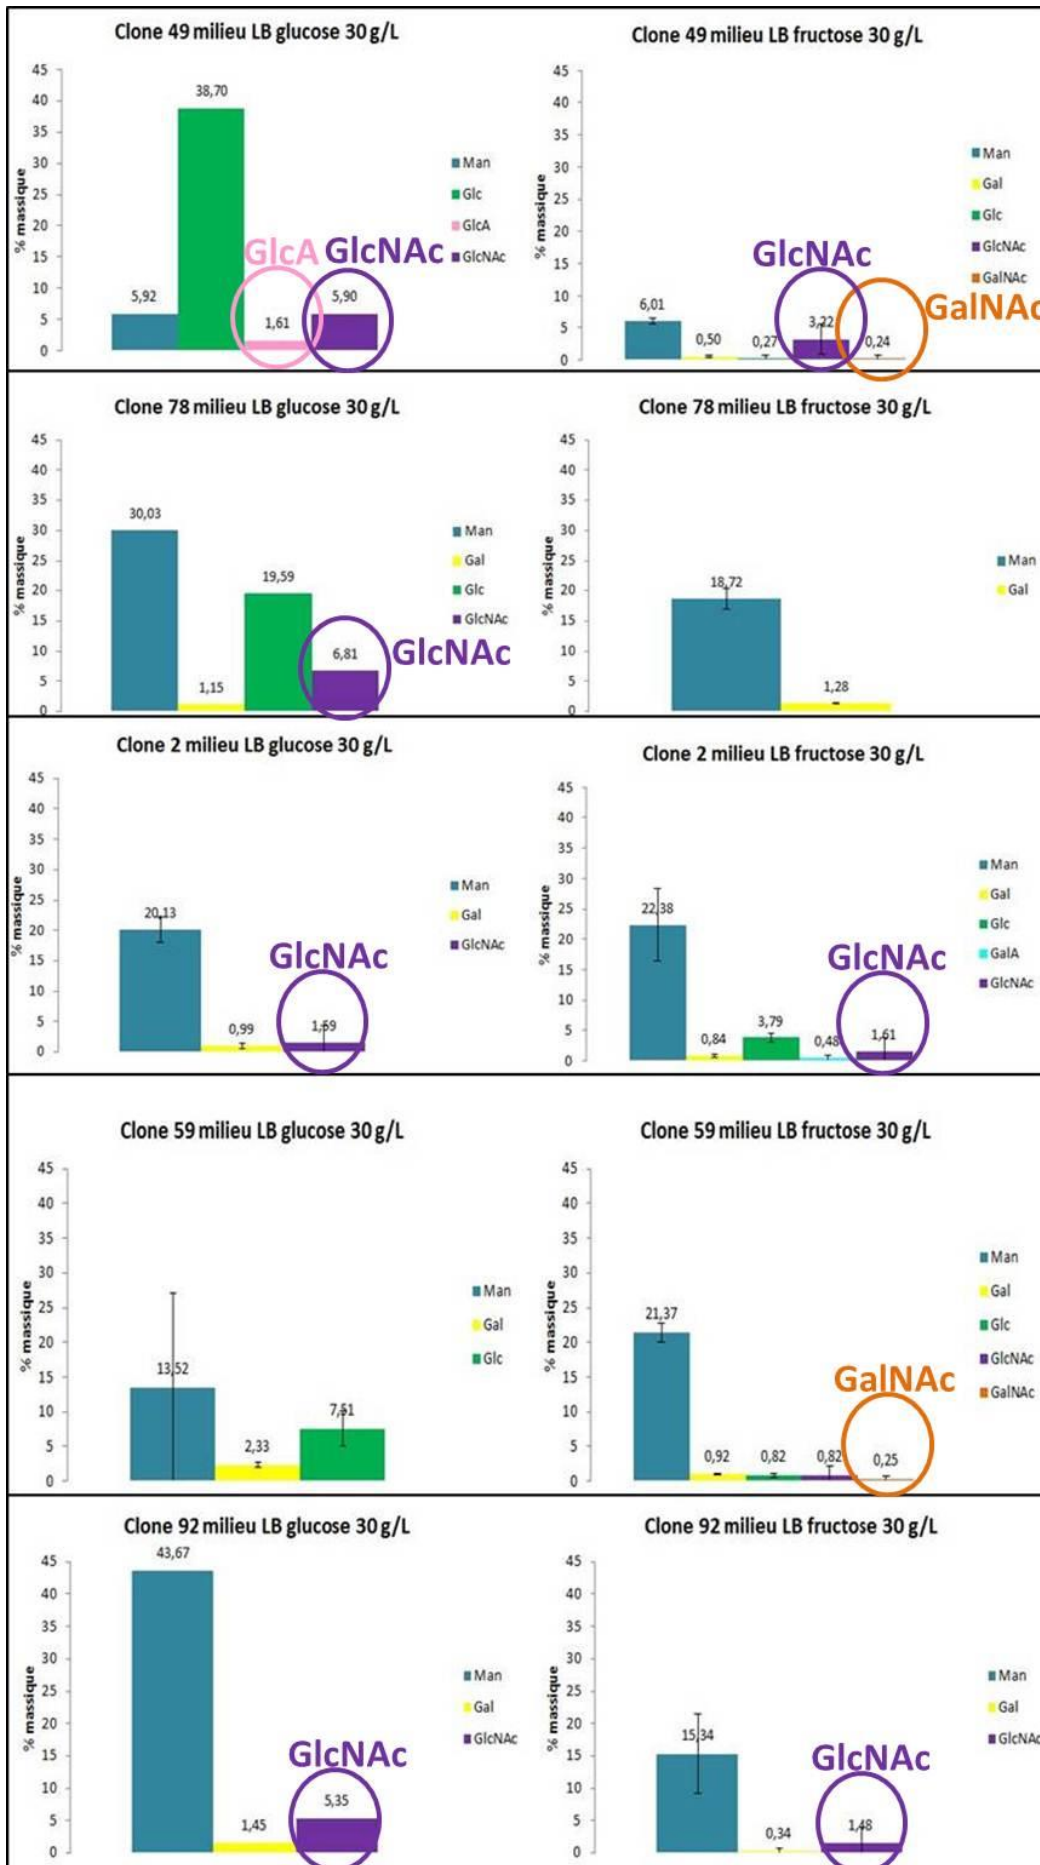 Clone 49 milieu LB glucose 30 g/L
45
40
35
30
25
20
15
10
5
0
% massique
5,92
38,70
1,61
5,90
GlcA
GlcNAc
Man
Glc
GlcA
GlcNAc
Clone 49 milieu LB fructose 30 g/L
45
40
35
30
25
20
15
10
5
0
% massique
6,01
0,50
0,27
3,22
0,24
GlcNAc
GalNAc
Man
Gal
Glc
GlcNAc
GalNAc
Clone 78 milieu LB glucose 30 g/L
45
40
35
30
25
20
15
10
5
0
% massique
30,03
1,15
19,59
6,81
GlcNAc
Man
Gal
Glc
GlcNAc
Clone 78 milieu LB fructose 30 g/L
45
40
35
30
25
20
15
10
5
0
% massique
18,72
1,28
Man
Gal
Clone 2 milieu LB glucose 30 g/L
45
40
35
30
25
20
15
10
5
0
% massique
20,13
0,99
1,59
GlcNAc
Man
Gal
GlcNAc
Clone 2 milieu LB fructose 30 g/L
45
40
35
30
25
20
15
10
5
0
% massique
22,38
0,84
3,79
0,48
1,61
GlcNAc
Man
Gal
Glc
GalA
GlcNAc
Clone 59 milieu LB glucose 30 g/L
45
40
35
30
25
20
15
10
5
0
% massique
13,52
2,33
7,51
Man
Gal
Glc
Clone 59 milieu LB fructose 30 g/L
45
40
35
30
25
20
15
10
5
0
% massique
21,37
0,92
0,82
0,82
0,25
GalNAc
Man
Gal
Glc
GlcNAc
GalNAc
Clone 92 milieu LB glucose 30 g/L
45
40
35
30
25
20
15
10
5
0
% massique
43,67
1,45
5,35
GlcNAc
Man
Gal
GlcNAc
Clone 92 milieu LB fructose 30 g/L
45
40
35
30
25
20
15
10
5
0
% massique
15,34
0,34
1,48
GlcNAc
Man
Gal
GlcNAc